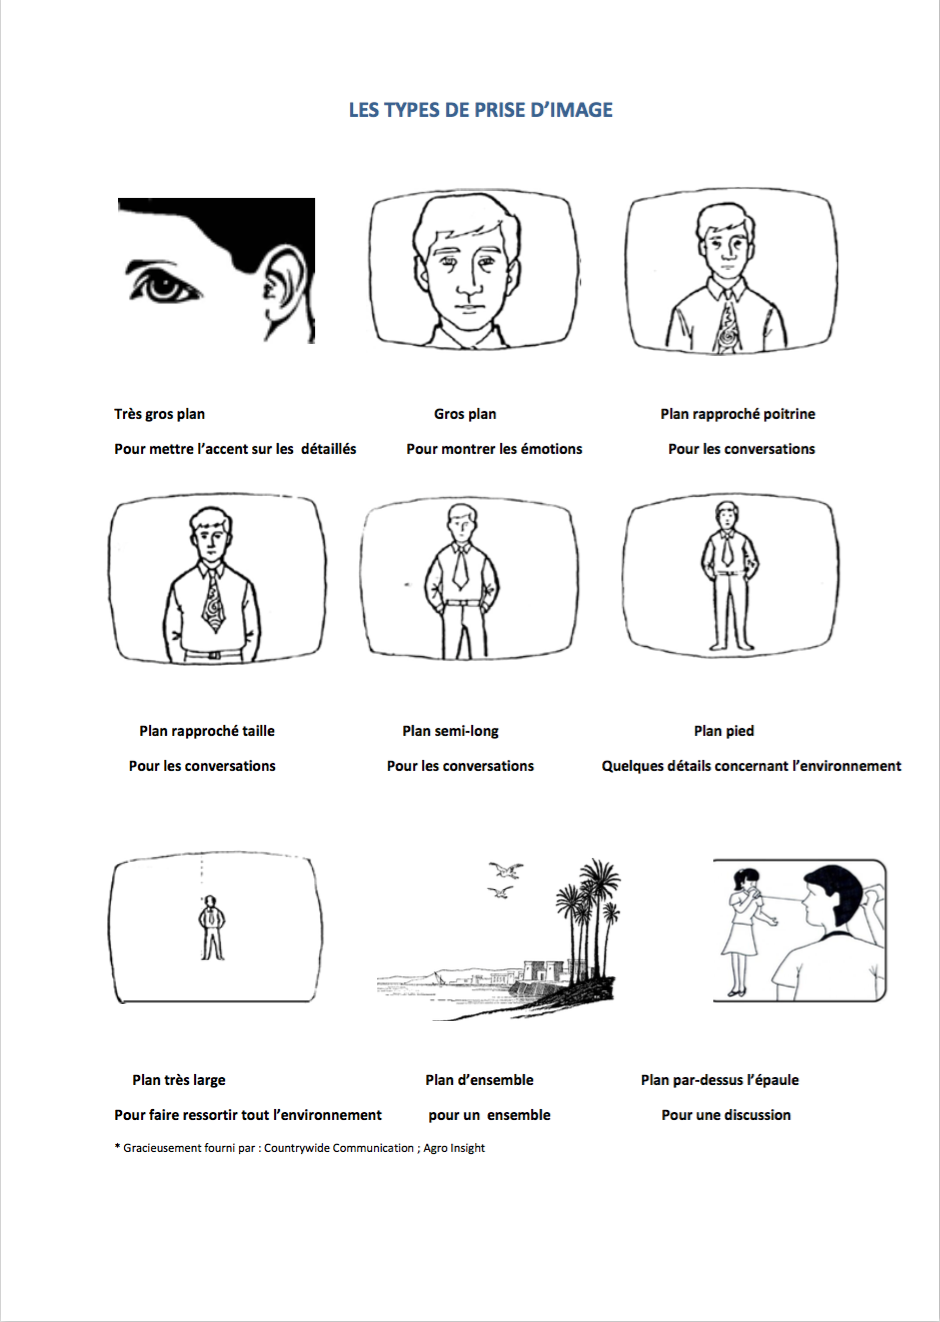 LES TYPES DE PRISE D’IMAGE
Très gros plan Gros plan Plan rapproché poitrine
Pour mettre l’accent sur les détaillés Pour montrer les émotions Pour les conversations
Plan rapproché taille Plan semi-long Plan pied
Pour les conversations Pour les conversations Quelques détails concernant l’environnement
Plan très large Plan d’ensemble Plan par-dessus l’épaule
Pour faire ressortir tout l’environnement pour un ensemble Pour une discussion
* Gracieusement fourni par : Countrywide Communication ; Agro Insight